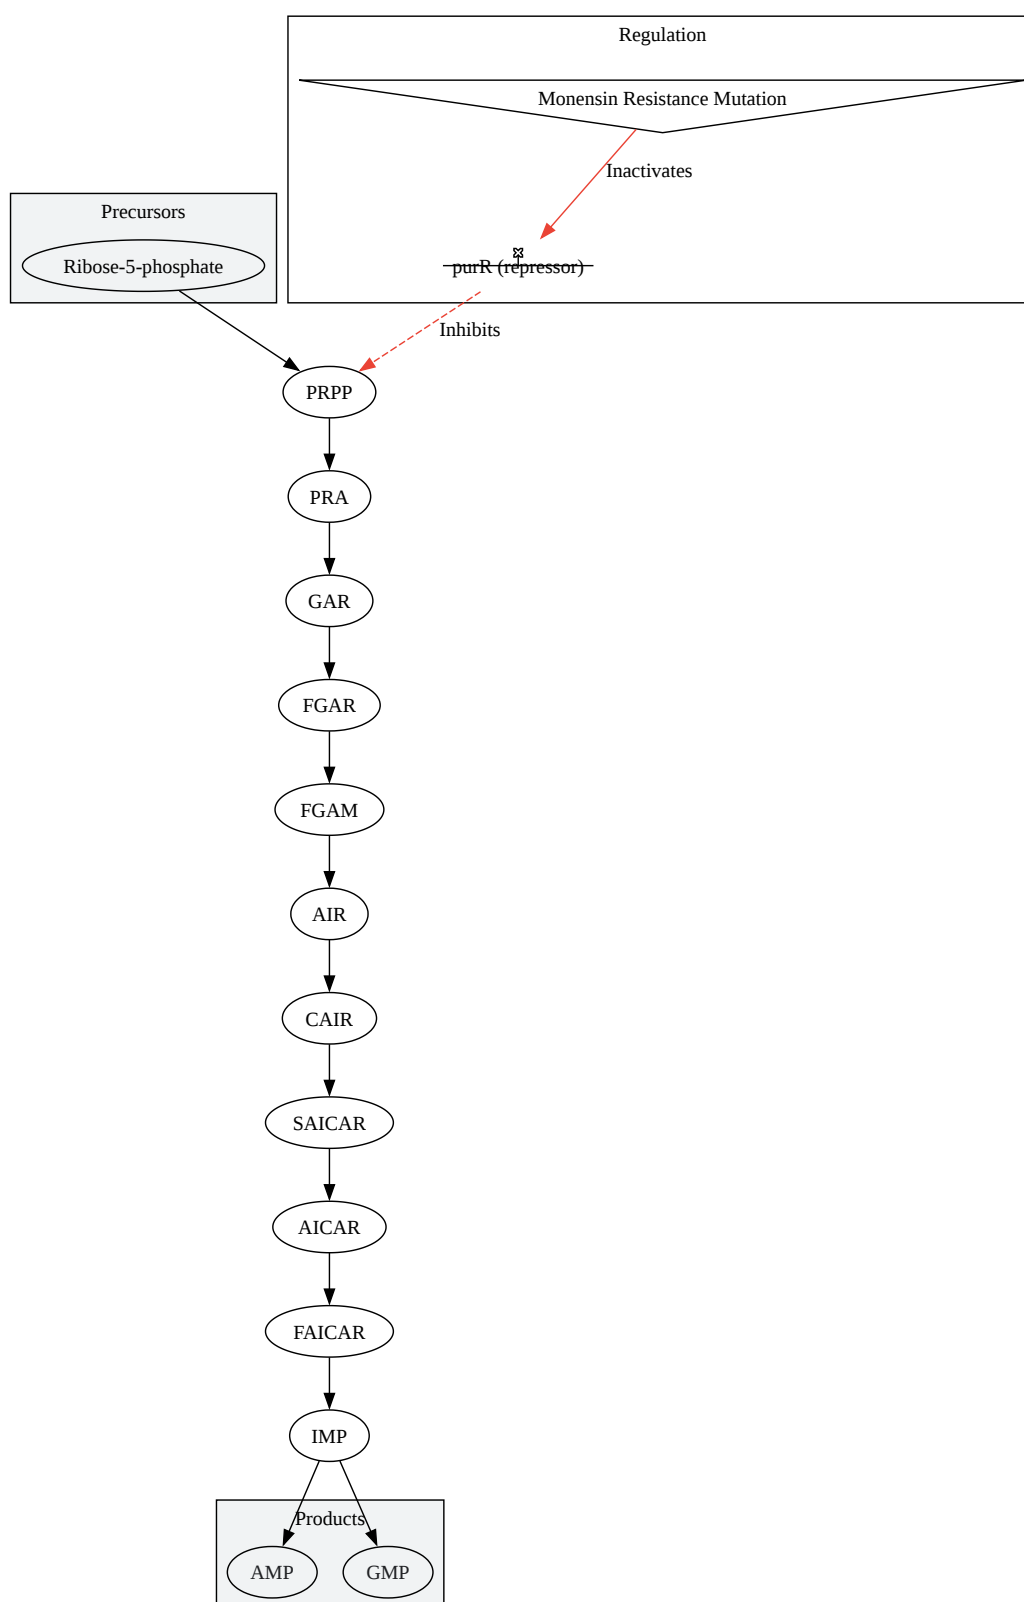 Regulation
Monensin Resistance Mutation
Inactivates
Precursors
Ribose-5-phosphate
purR (repressor)
Inhibits
PRPP
PRA
GAR
FGAR
FGAM
AIR
CAIR
SAICAR
AICAR
FAICAR
IMP
Products
AMP
GMP